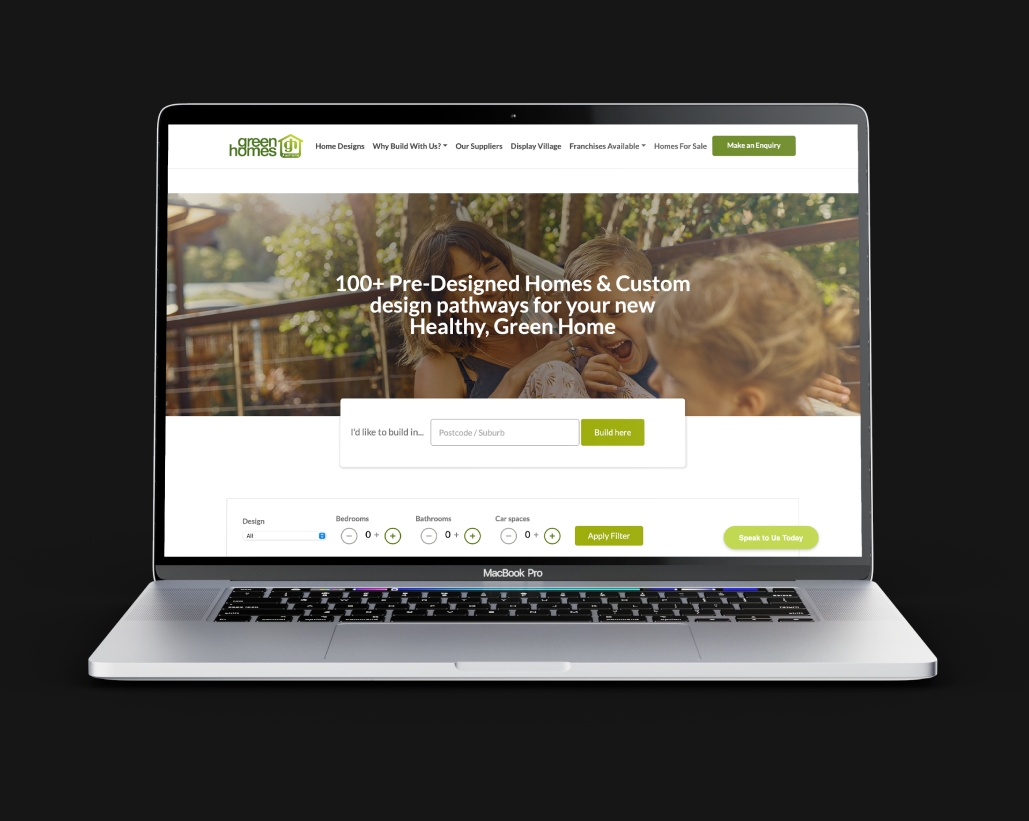 green
homes
Home Designs
Why Build With Us?
Our Suppliers
Display Village
Franchises Available
Homes For Sale
Make an Enquiry
100+ Pre-Designed Homes & Custom
design pathways for your new
Healthy, Green Home
I'd like to build in...
Postcode / Suburb
Build here
Design
Bedrooms
Bathrooms
Car spaces
All
− 0 + +
− 0 + +
− 0 + +
Apply Filter
Speak to Us Today
MacBook Pro